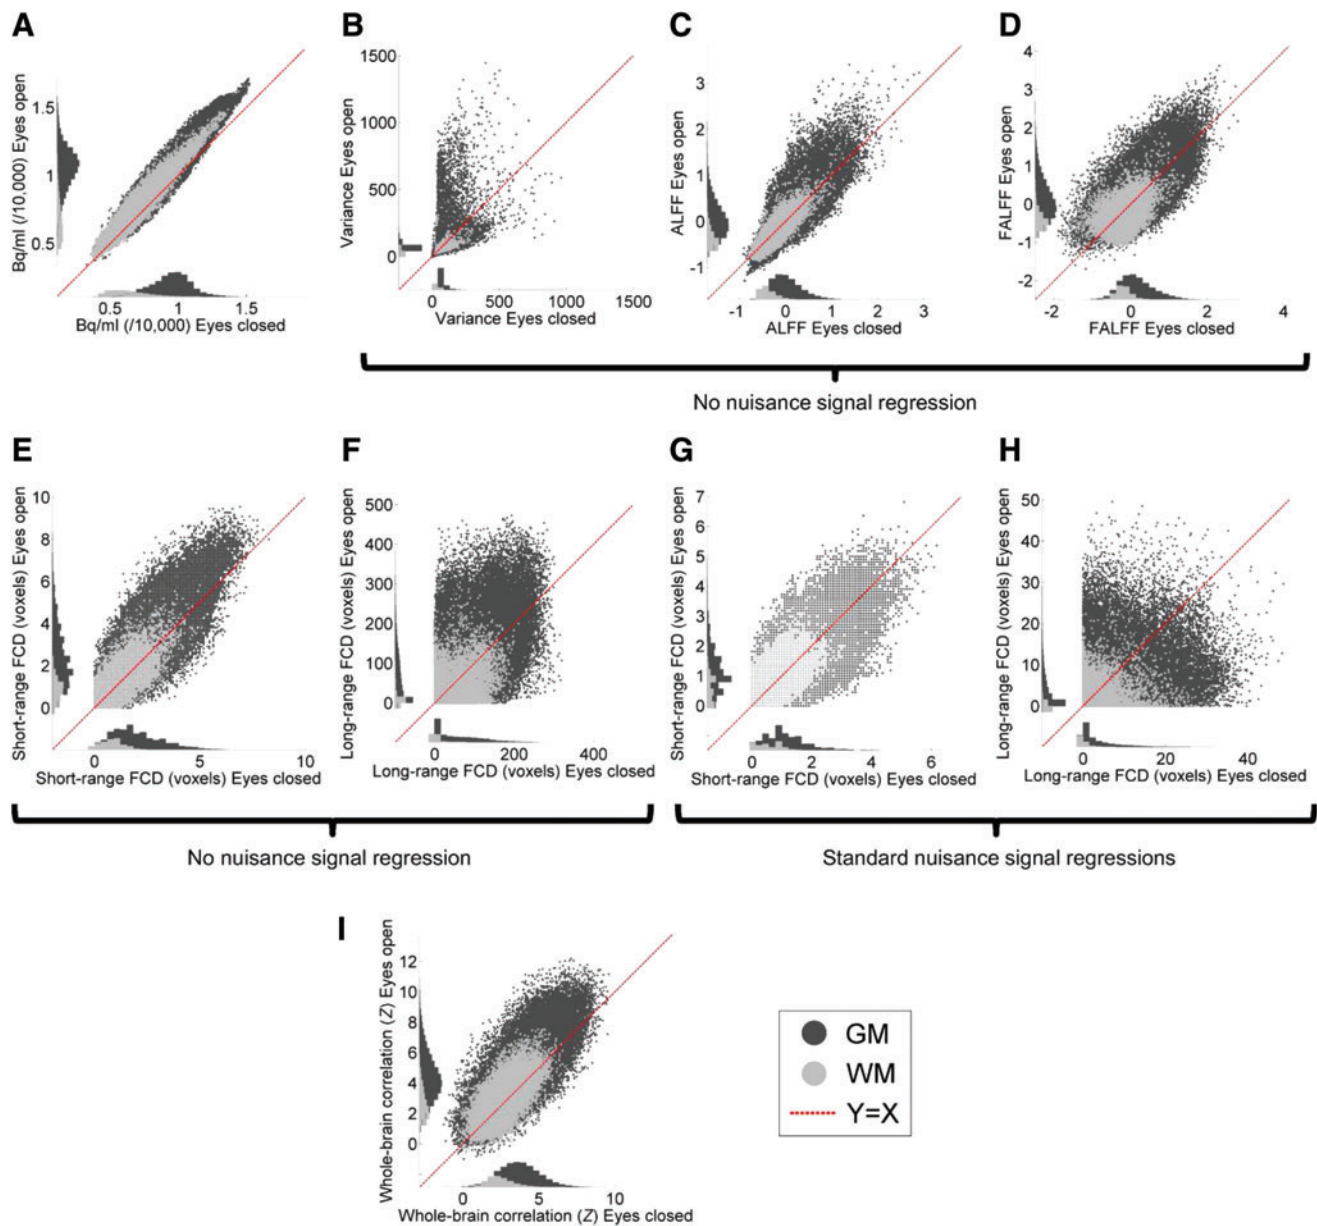 A
B
C
D
Bq/ml (/10,000) Eyes open
1.5
1
0.5
0.5
1
1.5
Bq/ml (/10,000) Eyes closed
Variance Eyes open
1500
1000
500
0
0
500
1000
1500
Variance Eyes closed
ALFF Eyes open
3
2
1
0
-1
-1
0
1
2
3
ALFF Eyes closed
FALFF Eyes open
4
3
2
1
0
-1
-2
-2
0
2
4
FALFF Eyes closed
No nuisance signal regression
E
F
G
H
Short-range FCD (voxels) Eyes open
10
8
6
4
2
0
0
5
10
Short-range FCD (voxels) Eyes closed
Long-range FCD (voxels) Eyes open
500
400
300
200
100
0
0
200
400
Long-range FCD (voxels) Eyes closed
Short-range FCD (voxels) Eyes open
7
6
5
4
3
2
1
0
0
2
4
6
Short-range FCD (voxels) Eyes closed
Long-range FCD (voxels) Eyes open
50
40
30
20
10
0
0
20
40
Long-range FCD (voxels) Eyes closed
No nuisance signal regression
Standard nuisance signal regressions
I
Whole-brain correlation (Z) Eyes open
12
10
8
6
4
2
0
0
5
10
Whole-brain correlation (Z) Eyes closed
GM
WM
Y=X